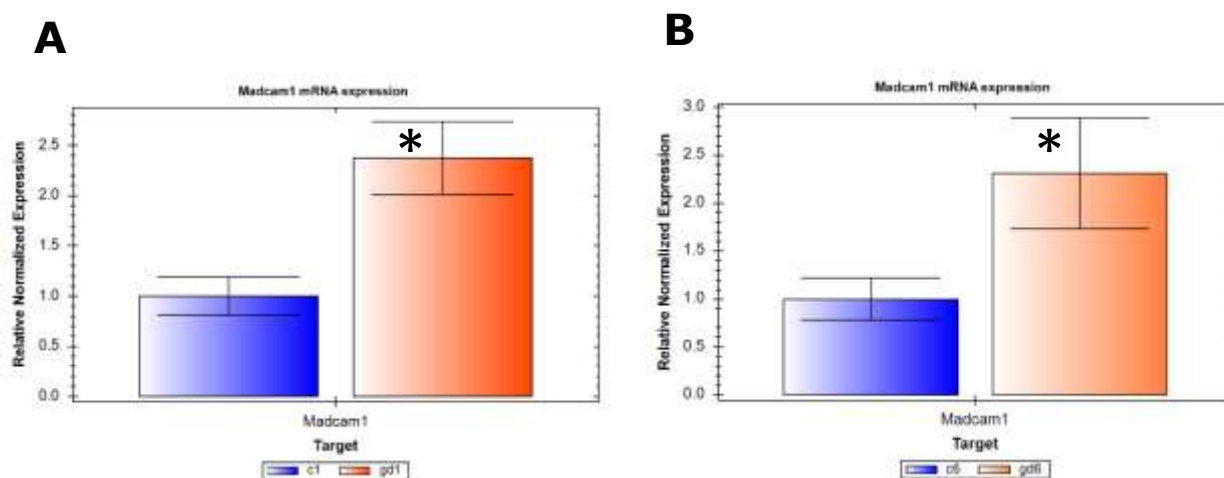 A
B
Madcam1 mRNA expression
Relative Normalized Expression
2.5
2.0
1.5
1.0
0.5
0.0
*
Madcam1
Target
c1 gd1
Madcam1 mRNA expression
Relative Normalized Expression
3.0
2.5
2.0
1.5
1.0
0.5
0.0
*
Madcam1
Target
c6 gd6